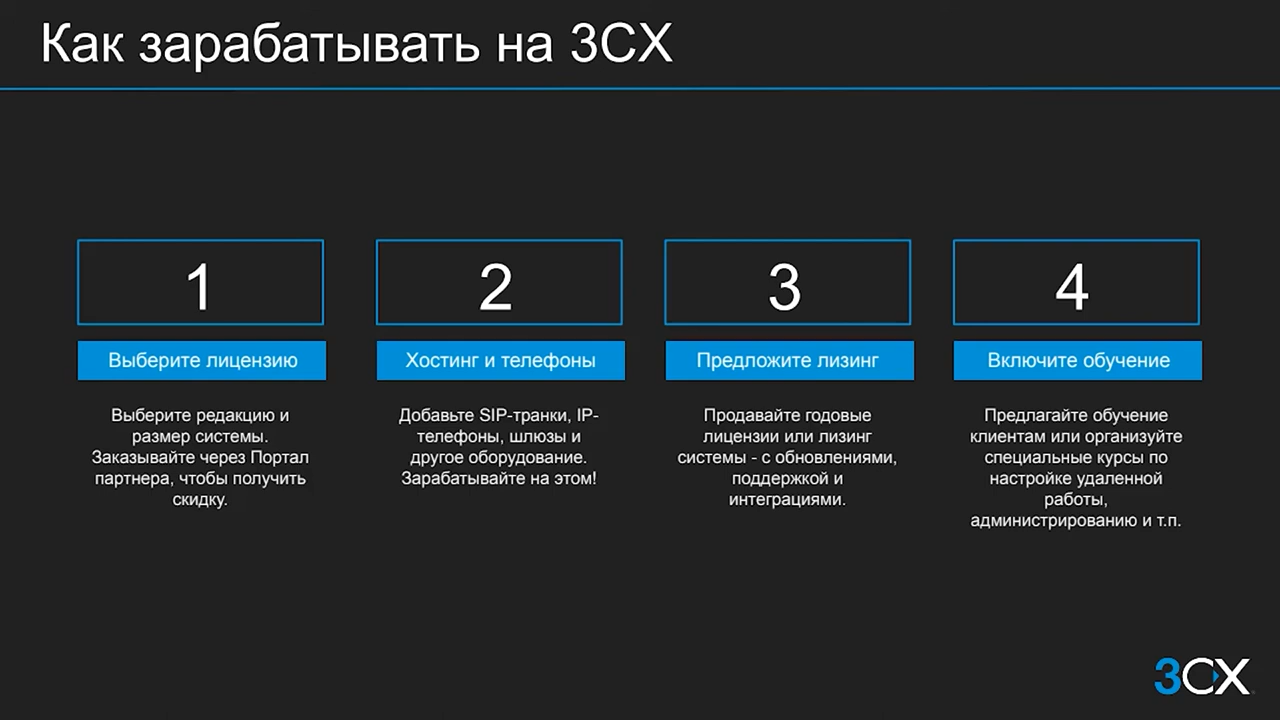 Как зарабатывать на 3CX
1
Выберите лицензию
Выберите редакцию и
размер системы.
Заказывайте через Портал
партнера, чтобы получить
скидку.
2
Хостинг и телефоны
Добавьте SIP-транки, IP-
телефоны, шлюзы и
другое оборудование.
Зарабатывайте на этом!
3
Предложите лизинг
Продавайте годовые
лицензии или лизинг
системы - с обновлениями,
поддержкой и
интеграциями.
4
Включите обучение
Предлагайте обучение
клиентам или организуйте
специальные курсы по
настройке удаленной
работы,
администрированию и т.п.
3CX